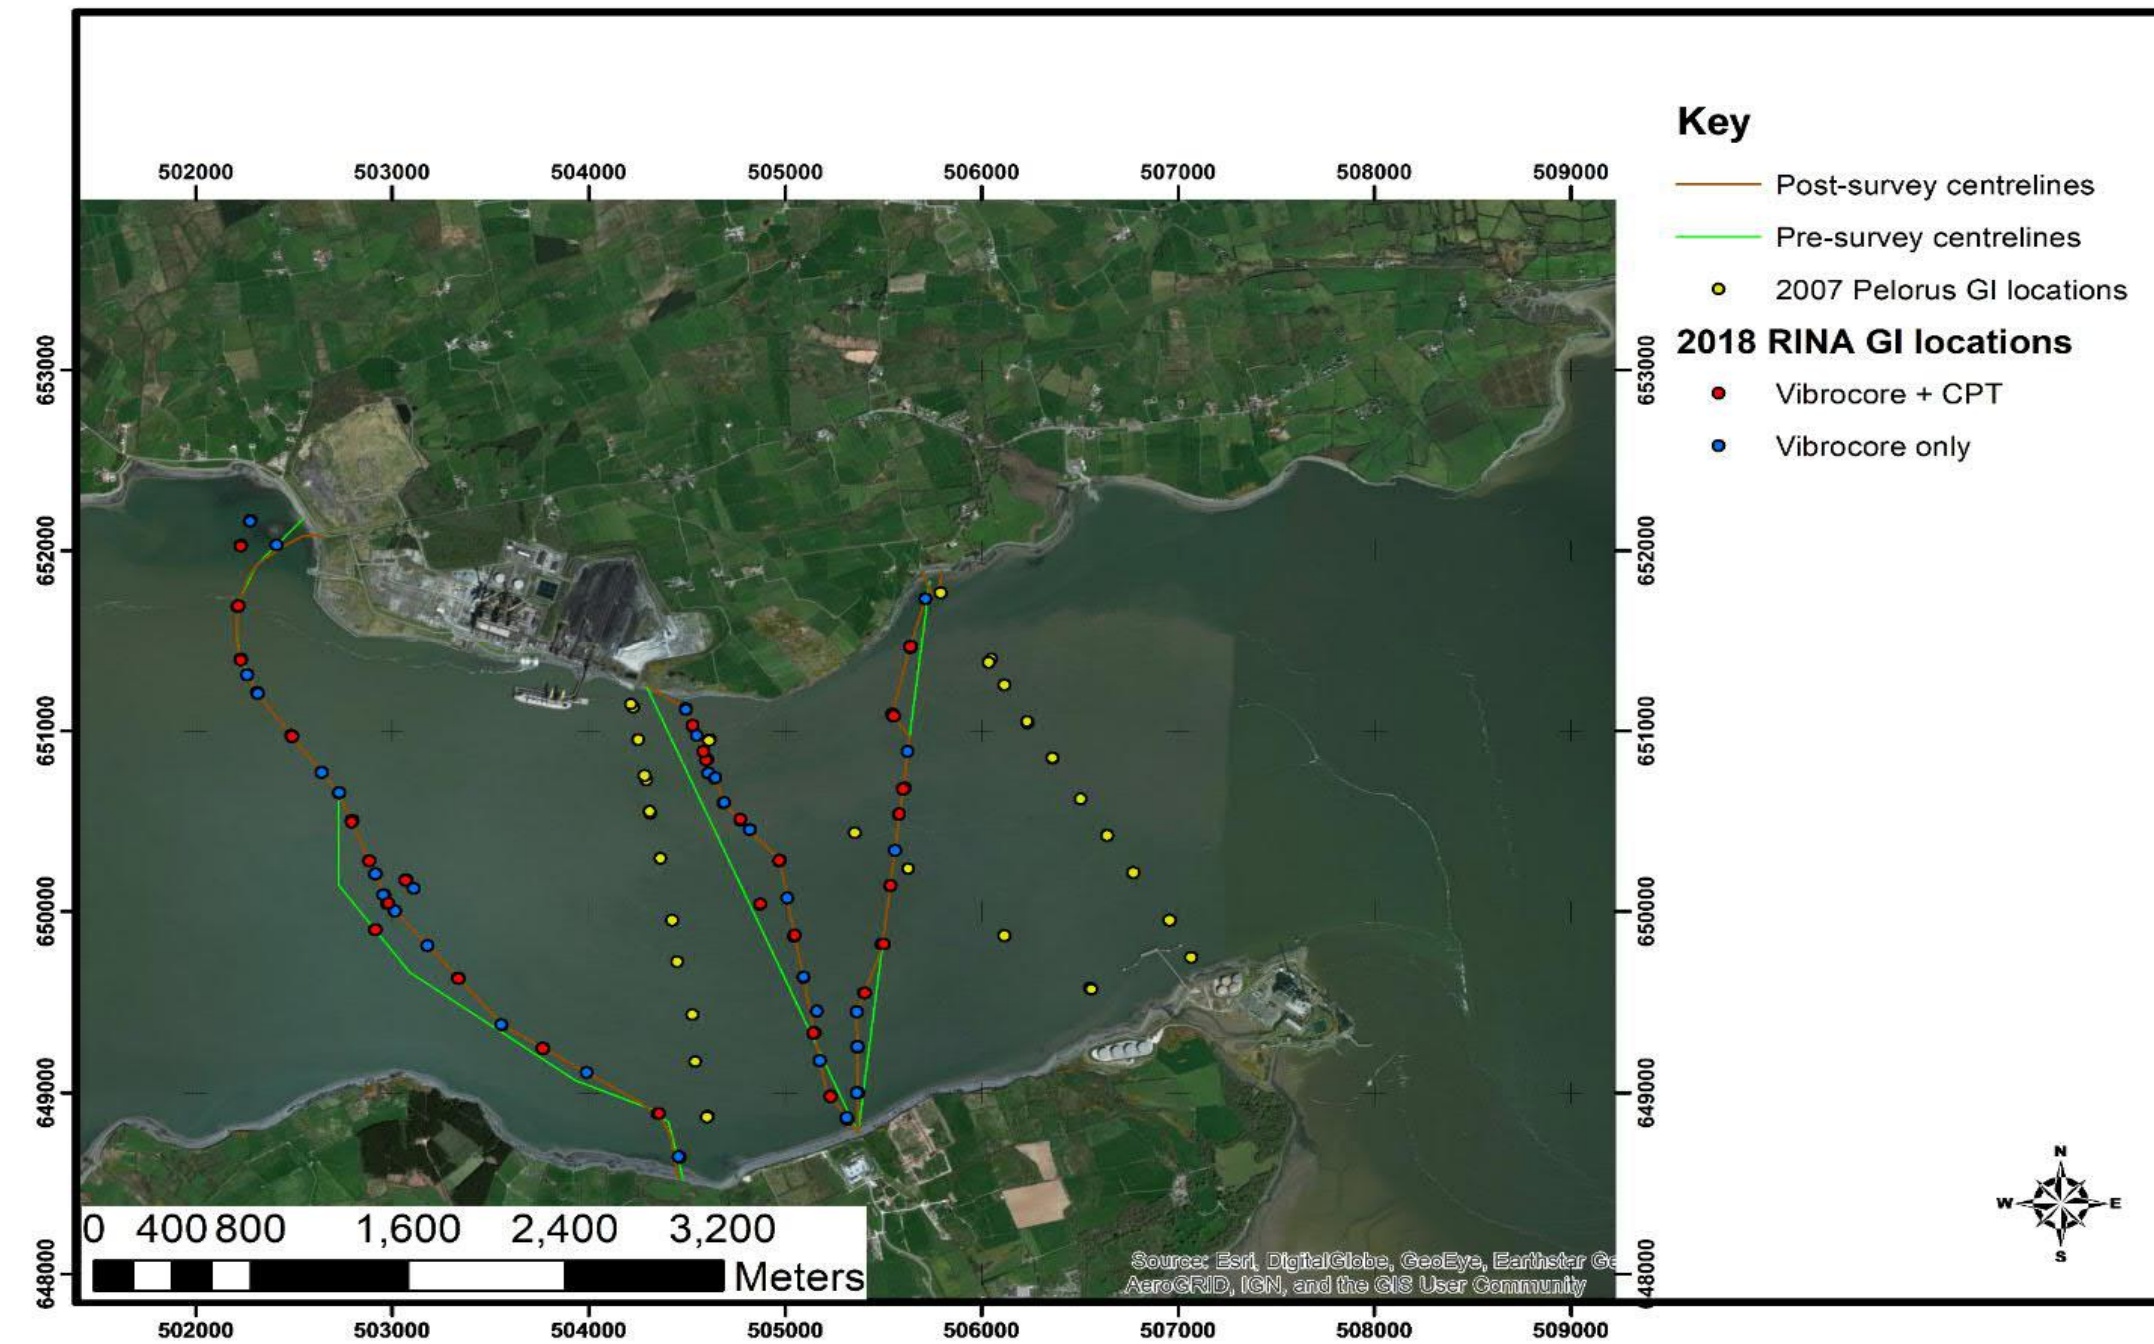 Key
Post-survey centrelines
Pre-survey centrelines
2007 Pelorus GI locations
2018 RINA GI locations
Vibrocore + CPT
Vibrocore only
502000 503000 504000 505000 506000 507000 508000 509000
653000 653000
652000 652000
651000 651000
650000 650000
649000 649000
648000 48000
0 400 800 1,600 2,400 3,200
Meters
Source: Esri, DigitalGlobe, GeoEye, Earthstar Ge
AeroGRID, IGN, and the GIS User Community
N
W E
S
502000 503000 504000 505000 506000 507000 508000 509000